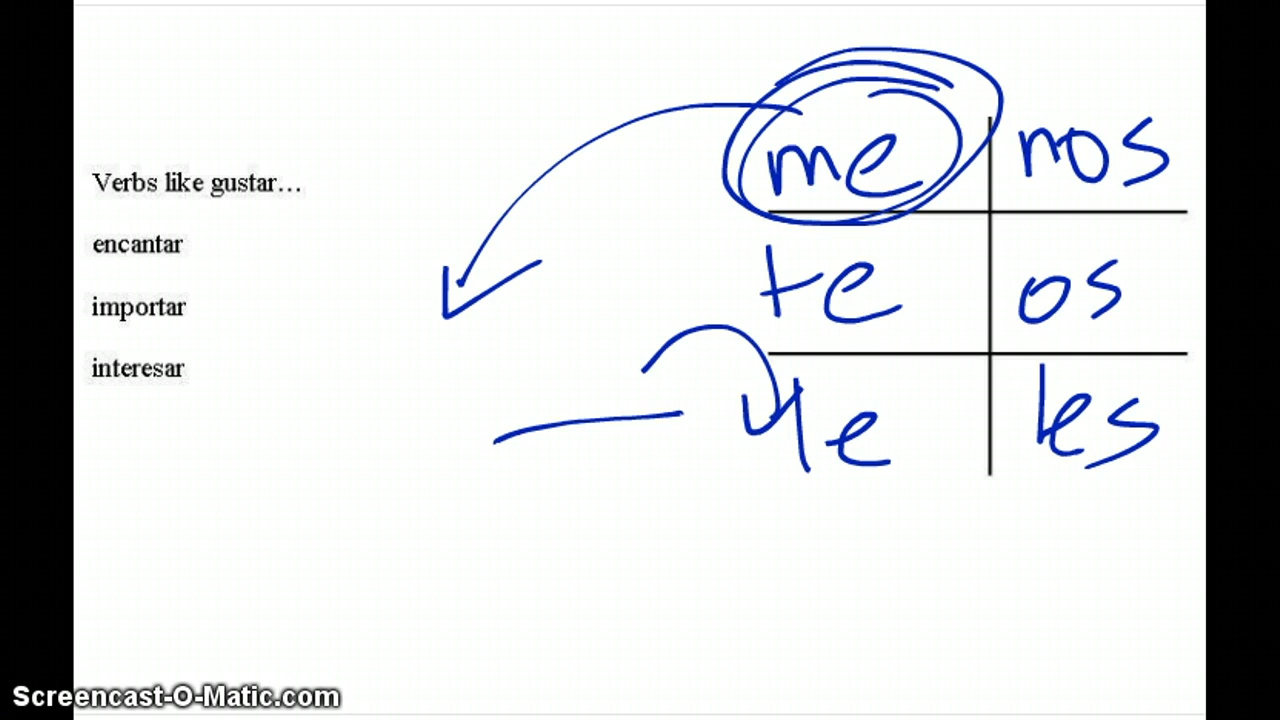 Verbs like gustar...
encantar
importar
interesar
me nos
te os
le les
Screencast-O-Matic.com